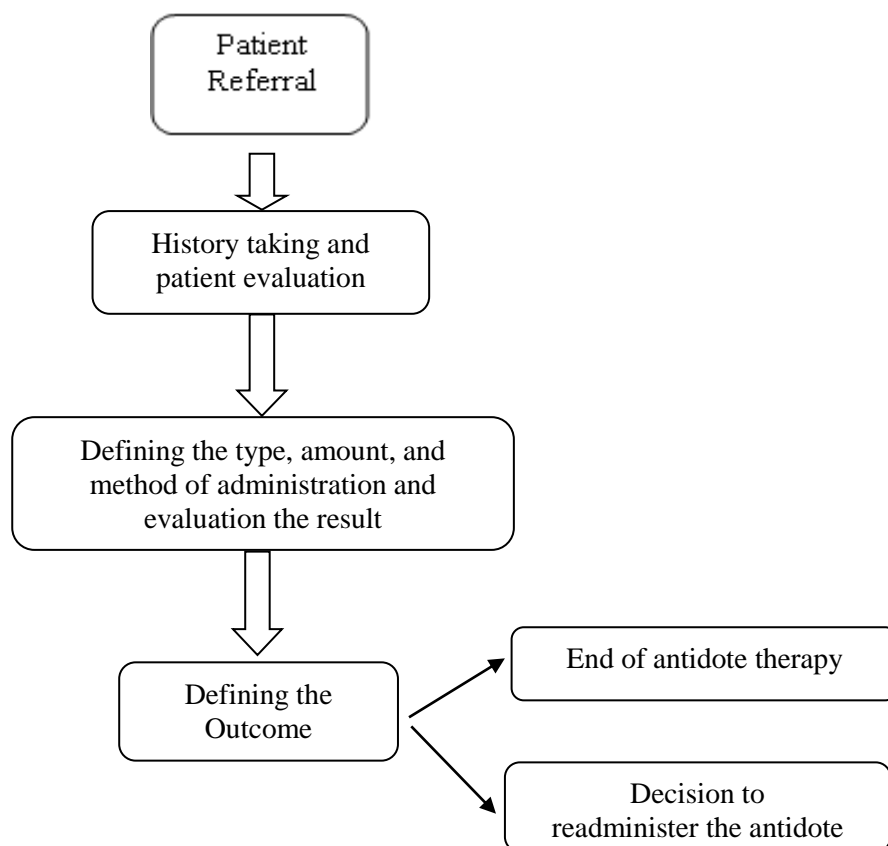 Patient
Referral
History taking and
patient evaluation
Defining the type, amount, and
method of administration and
evaluation the result
Defining the
Outcome
End of antidote therapy
Decision to
readminister the antidote